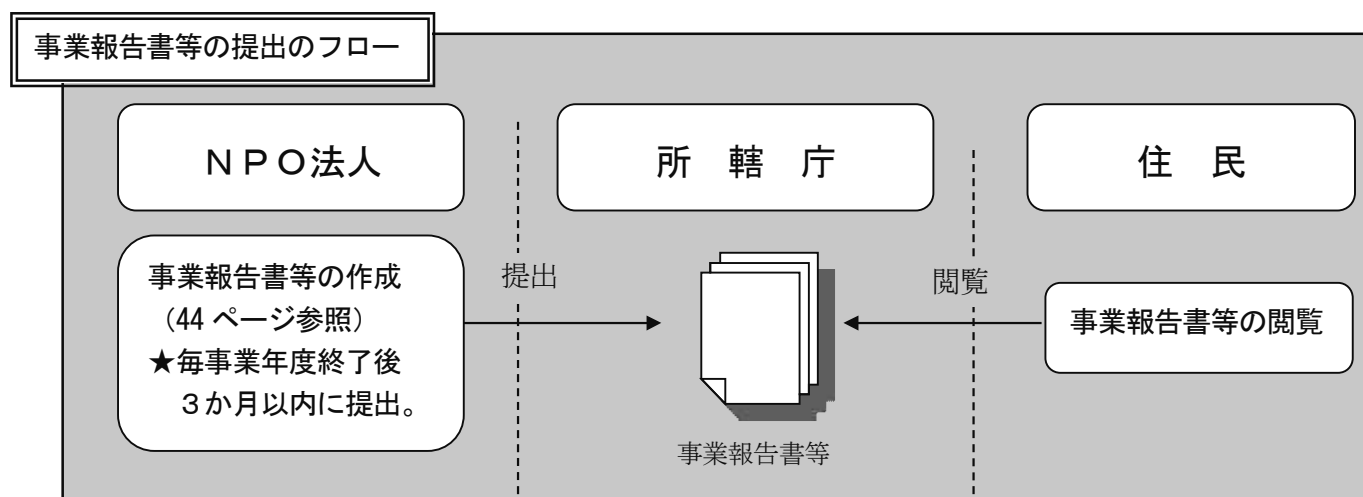 事業報告書等の提出のフロー
ＮＰＯ法人
所　轄　庁
住　民
事業報告書等の作成
（44 ページ参照）
★毎事業年度終了後
３か月以内に提出。
提出
事業報告書等
閲覧
事業報告書等の閲覧